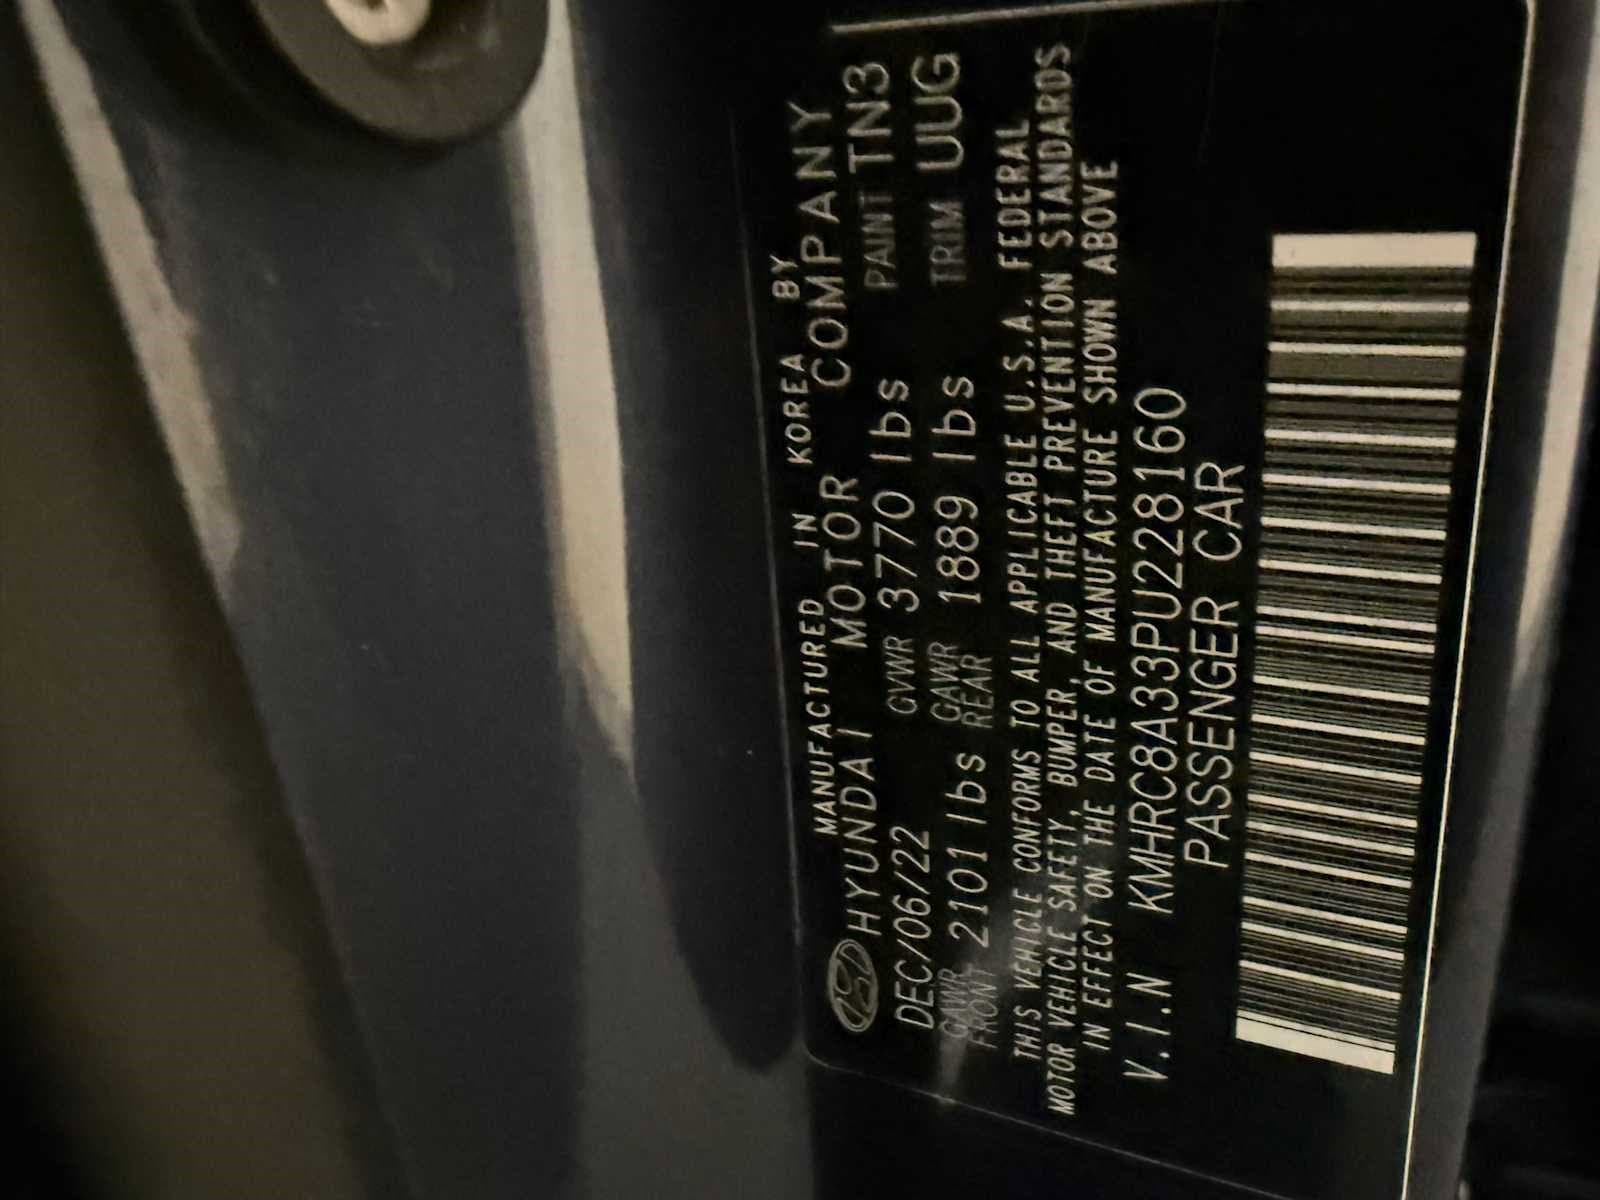 MANUFACTURED IN KOREA BY
HYUNDAI MOTOR COMPANY
DEC/06/22 GVWR 3770 lbs PAINT TN3
GAWR FRONT 2101 lbs GAWR REAR 1889 lbs TRIM UUG
THIS VEHICLE CONFORMS TO ALL APPLICABLE U.S.A. FEDERAL
MOTOR VEHICLE SAFETY, BUMPER, AND THEFT PREVENTION STANDARDS
IN EFFECT ON THE DATE OF MANUFACTURE SHOWN ABOVE
V.I.N KMHRC8A33PU228160
PASSENGER CAR